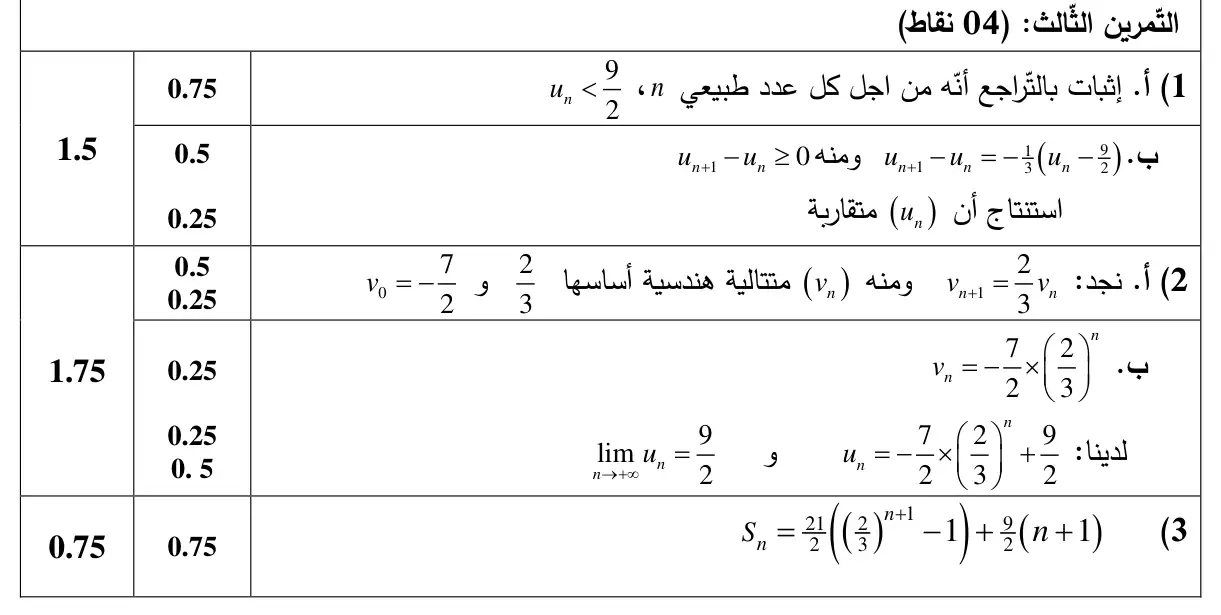 التّمرين الثّالث: (04 نقاط)
1) أ. إثبات بالتّراجع أنّه من اجل كل عدد طبيعي n، u_n < 9/2
0.75
1.5
ب. u_{n+1} − u_n = −1/3 (u_n − 9/2) ومنه u_{n+1} − u_n ≥ 0
0.5
استنتاج أن (u_n) متقاربة
0.25
2) أ. نجد: v_{n+1} = 2/3 v_n ومنه (v_n) متتالية هندسية أساسها 2/3 و v_0 = −7/2
0.5
0.25
1.75
ب. v_n = −7/2 × (2/3)^n
0.25
لدينا: u_n = −7/2 × (2/3)^n + 9/2 و lim_{n→+∞} u_n = 9/2
0.25
0. 5
3) S_n = 21/2 ((2/3)^{n+1} − 1) + 9/2 (n + 1)
0.75
0.75